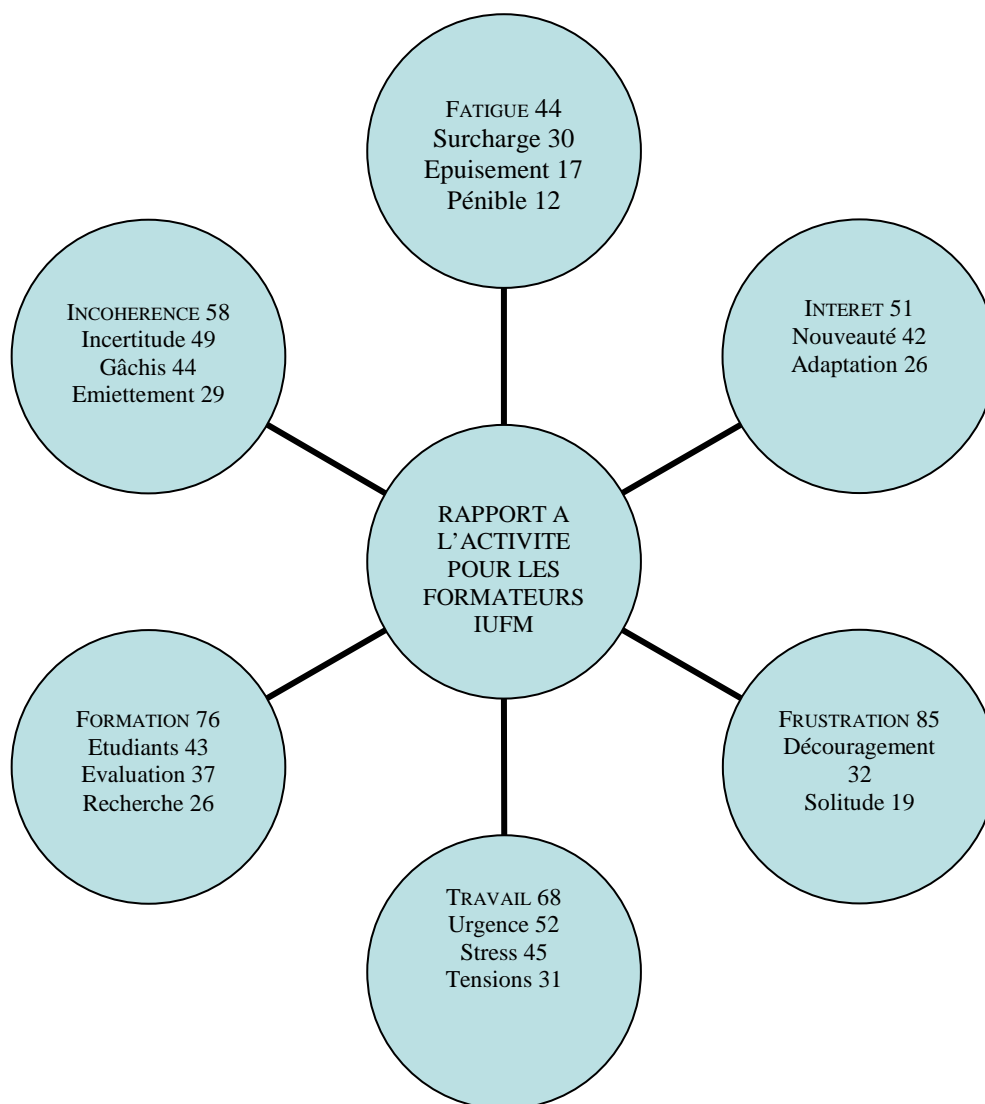 FATIGUE 44
Surcharge 30
Epuisement 17
Pénible 12
INCOHERENCE 58
Incertitude 49
Gâchis 44
Emiettement 29
INTERET 51
Nouveauté 42
Adaptation 26
RAPPORT A
L’ACTIVITE
POUR LES
FORMATEURS
IUFM
FORMATION 76
Etudiants 43
Evaluation 37
Recherche 26
FRUSTRATION 85
Découragement
32
Solitude 19
TRAVAIL 68
Urgence 52
Stress 45
Tensions 31